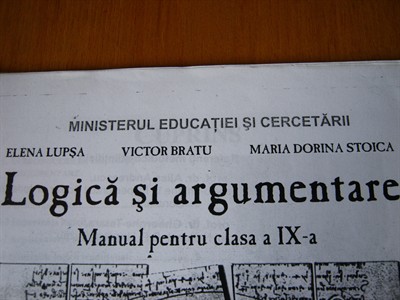 MINISTERUL EDUCAȚIEI ȘI CERCETĂRII
ELENA LUPȘA VICTOR BRATU MARIA DORINA STOICA
Logică și argumentare
Manual pentru clasa a IX-a